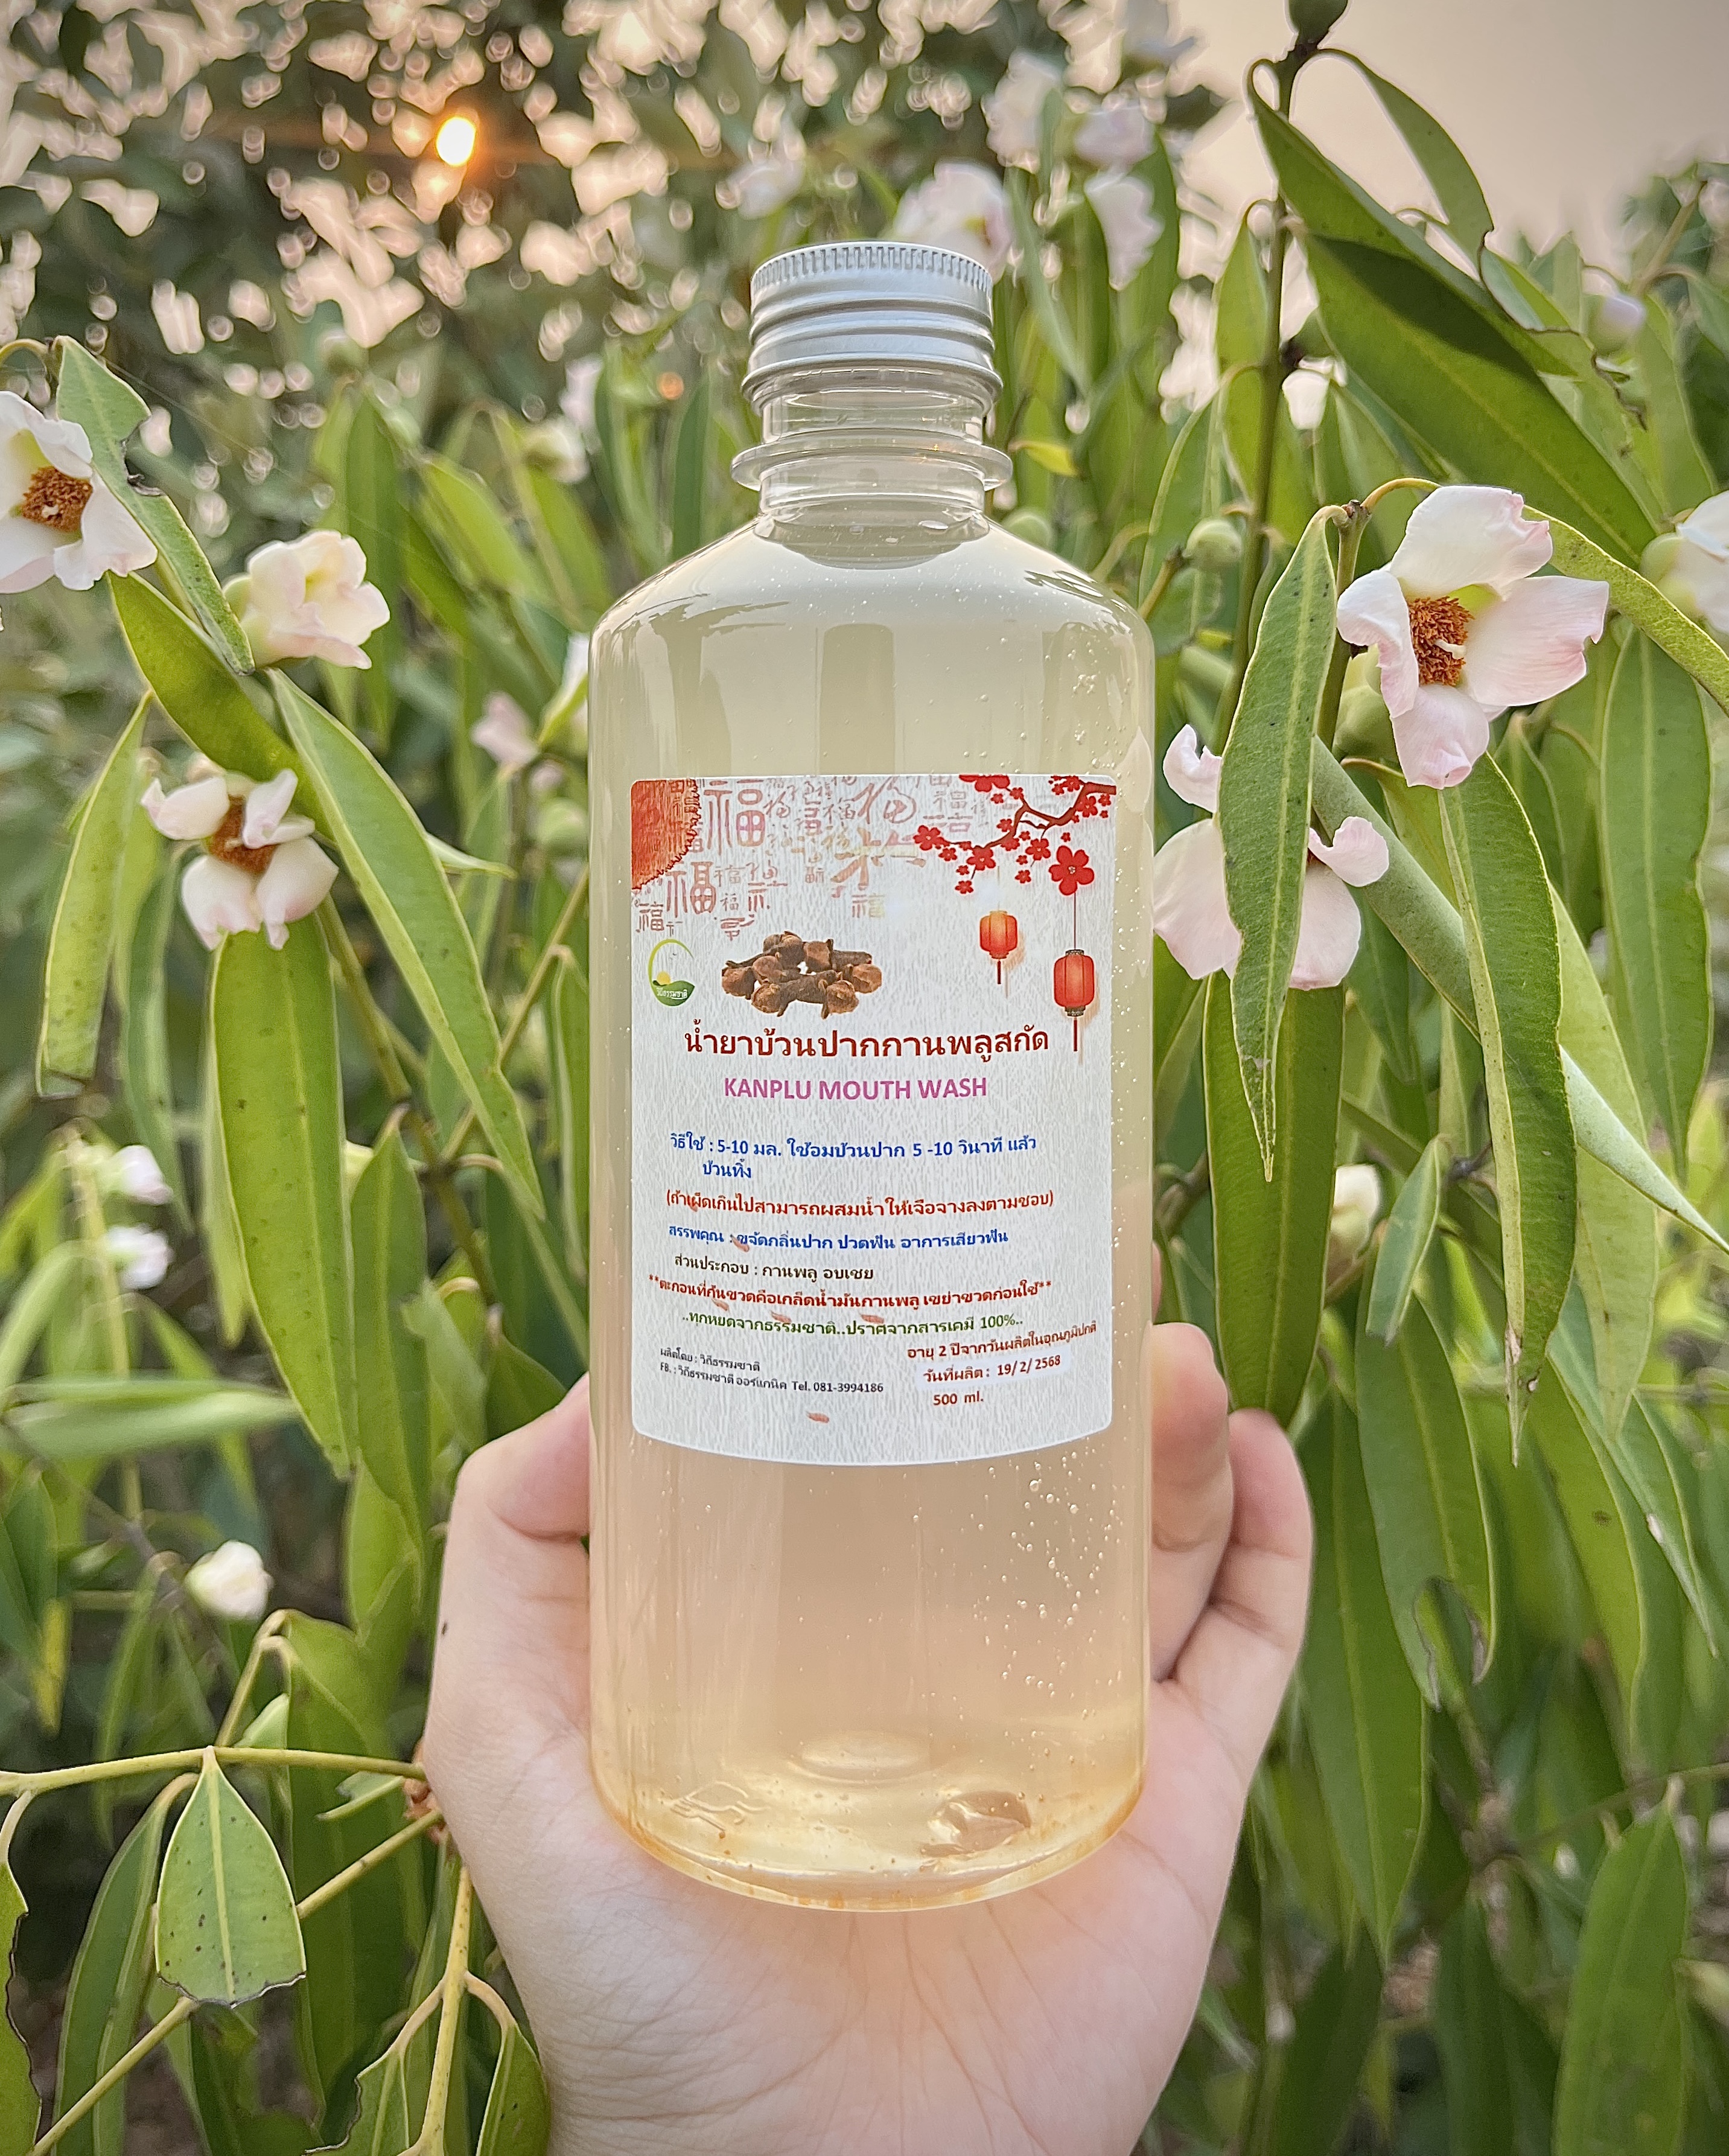 วิถีธรรมชาติ
น้ำยาบ้วนปากกานพลูสกัด
KANPLU MOUTH WASH
วิธีใช้ : 5-10 มล. ใช้อมบ้วนปาก 5 -10 วินาที แล้ว
บ้วนทิ้ง
(ถ้าเผ็ดเกินไปสามารถผสมน้ำให้เจือจางลงตามชอบ)
สรรพคุณ : ขจัดกลิ่นปาก ปวดฟัน อาการเสียวฟัน
ส่วนประกอบ : กานพลู อบเชย
**ตะกอนที่ก้นขวดคือเกล็ดน้ำมันกานพลู เขย่าขวดก่อนใช้**
..ทุกหยดจากธรรมชาติ..ปราศจากสารเคมี 100%..
อายุ 2 ปีจากวันผลิตในอุณภูมิปกติ
ผลิตโดย : วิถีธรรมชาติ
วันที่ผลิต : 19/2/2568
FB. : วิถีธรรมชาติ ออร์แกนิค Tel. 081-3994186
500 ml.